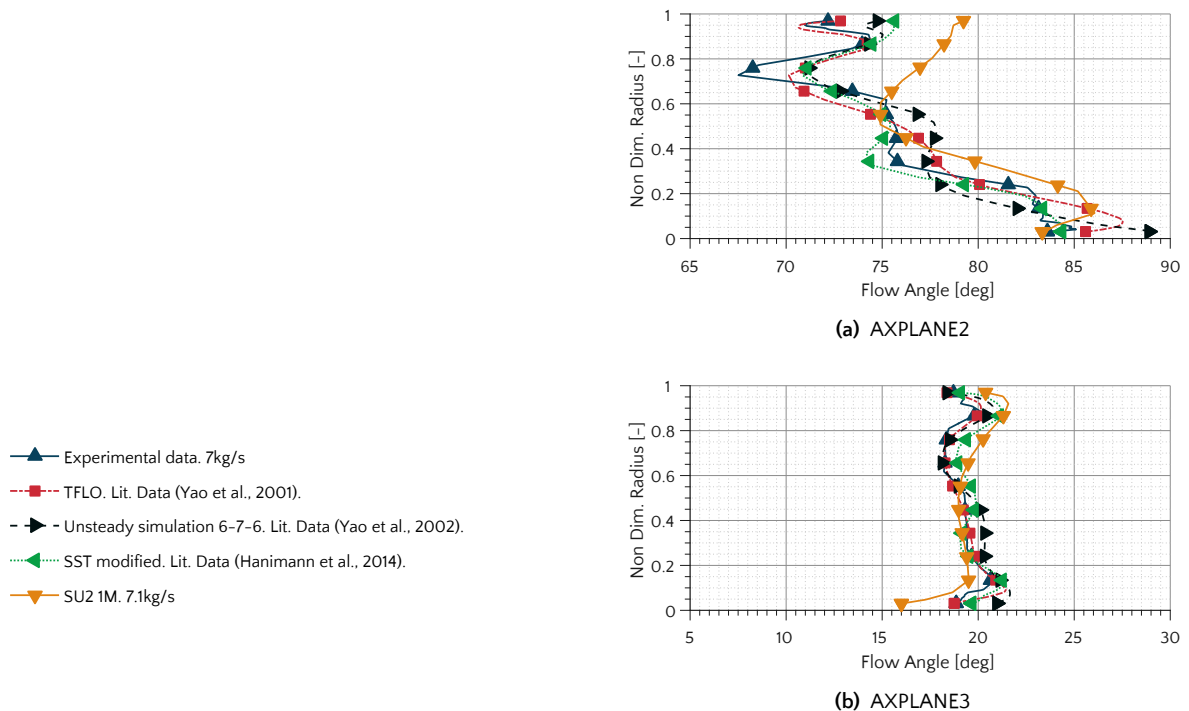 1
0.8
0.6
0.4
0.2
0
Non Dim. Radius [-]
65 70 75 80 85 90
Flow Angle [deg]
(a) AXPLANE2
1
0.8
0.6
0.4
0.2
0
Non Dim. Radius [-]
5 10 15 20 25 30
Flow Angle [deg]
(b) AXPLANE3
Experimental data. 7kg/s
TFLO. Lit. Data (Yao et al., 2001).
Unsteady simulation 6-7-6. Lit. Data (Yao et al., 2002).
SST modified. Lit. Data (Hanimann et al., 2014).
SU2 1M. 7.1kg/s